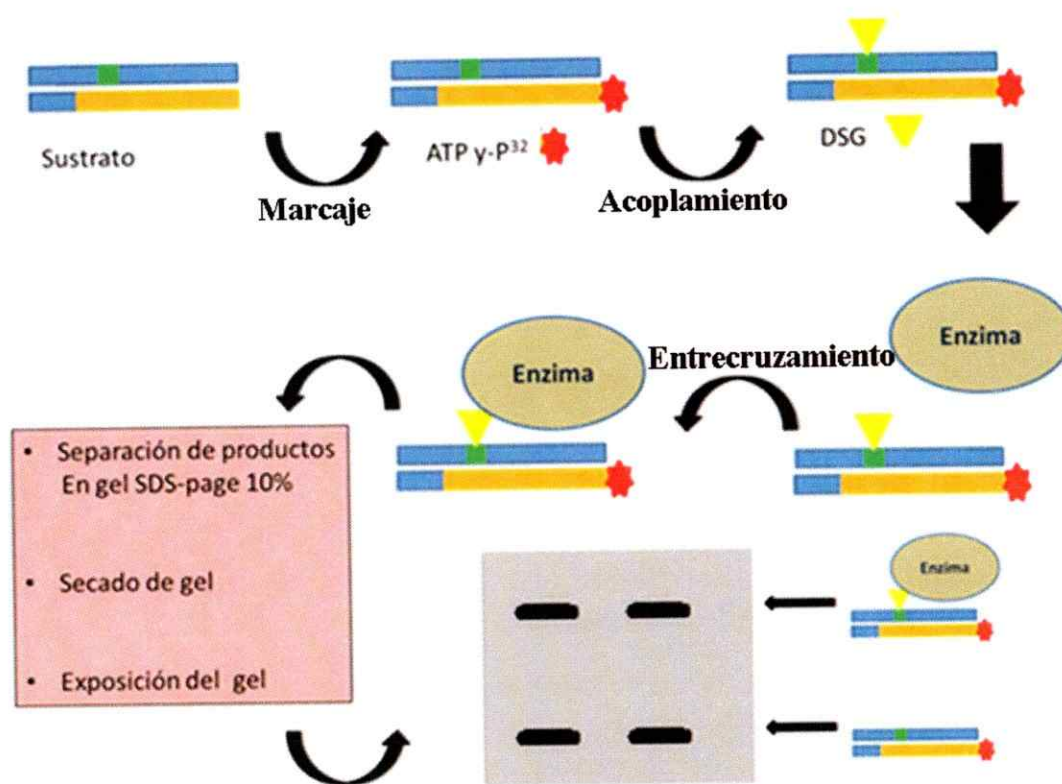 Sustrato
ATP y-P³²
DSG
Marcaje
Acoplamiento
Enzima
Entrecruzamiento
Enzima
• Separación de productos
En gel SDS-page 10%
• Secado de gel
• Exposición del gel
Enzima